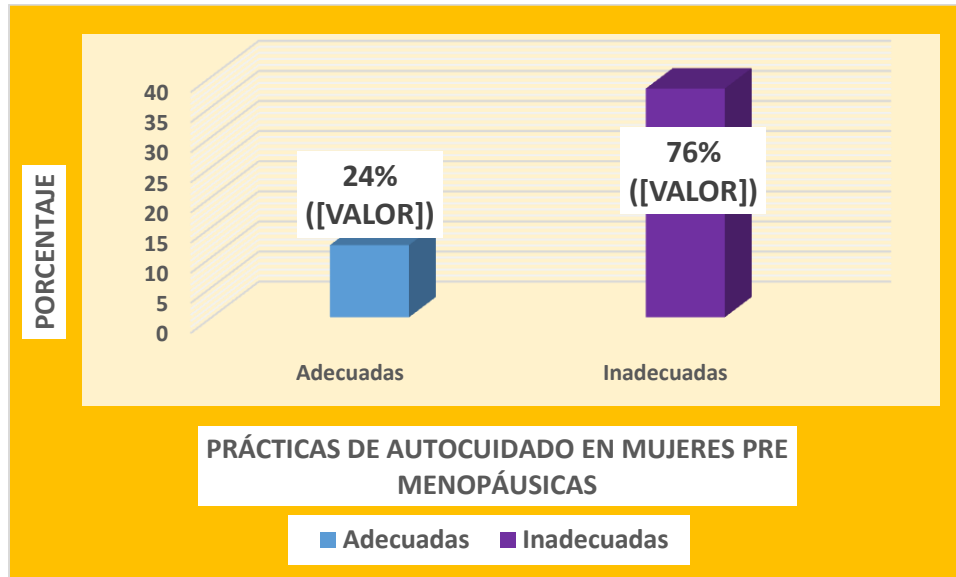 PORCENTAJE
40
35
30
25
20
15
10
5
0
24%
([VALOR])
76%
([VALOR])
Adecuadas
Inadecuadas
PRÁCTICAS DE AUTOCUIDADO EN MUJERES PRE
MENOPÁUSICAS
Adecuadas Inadecuadas